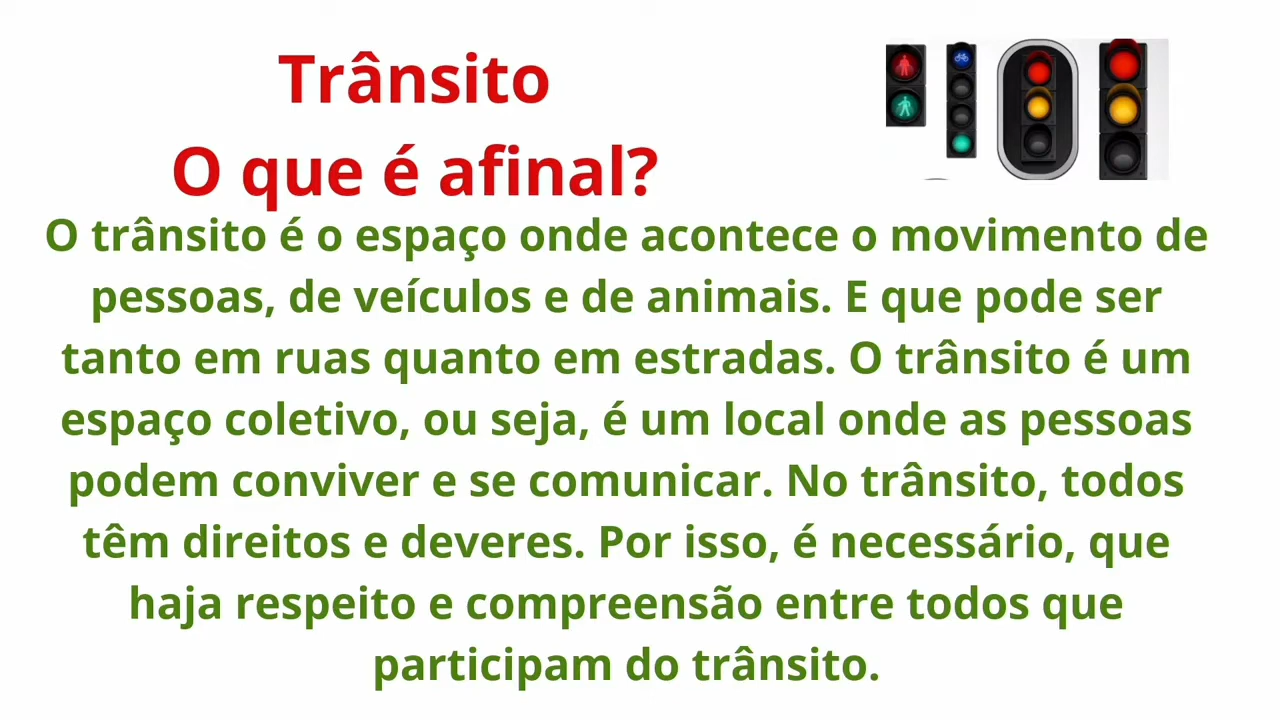 Trânsito
O que é afinal?
O trânsito é o espaço onde acontece o movimento de
pessoas, de veículos e de animais. E que pode ser
tanto em ruas quanto em estradas. O trânsito é um
espaço coletivo, ou seja, é um local onde as pessoas
podem conviver e se comunicar. No trânsito, todos
têm direitos e deveres. Por isso, é necessário, que
haja respeito e compreensão entre todos que
participam do trânsito.